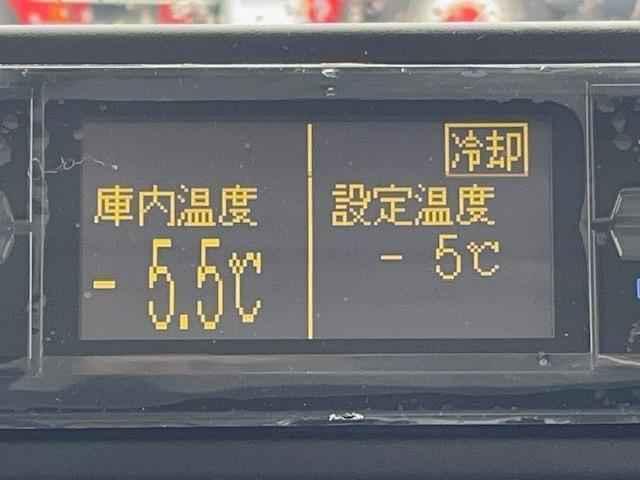 冷却
庫内温度
- 5.5℃
設定温度
- 5℃